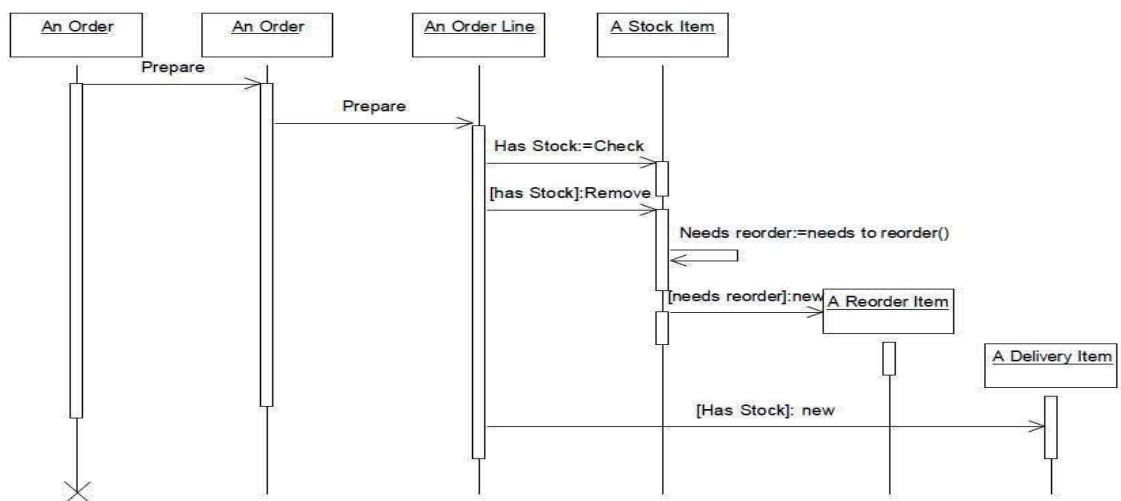 An Order
An Order
An Order Line
A Stock Item
Prepare
Prepare
Has Stock:=Check
[has Stock]:Remove
Needs reorder:=needs to reorder()
[needs reorder]:new
A Reorder Item
A Delivery Item
[Has Stock]: new